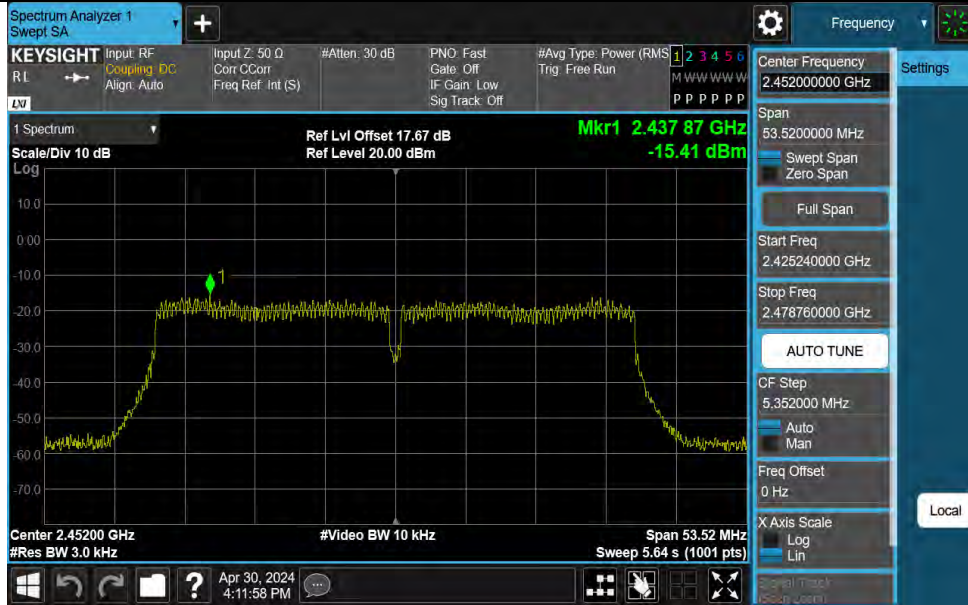 Spectrum Analyzer 1
Swept SA
Frequency
KEYSIGHT
RL
LXI
Input: RF
Coupling: DC
Align: Auto
Input Z: 50 Ω
Corr CCorr
Freq Ref: Int (S)
#Atten: 30 dB
PNO: Fast
Gate: Off
IF Gain: Low
Sig Track: Off
#Avg Type: Power (RMS
Trig: Free Run
1 2 3 4 5 6
M W W W W W
P P P P P P
1 Spectrum
Scale/Div 10 dB
Log
Ref Lvl Offset 17.67 dB
Ref Level 20.00 dBm
Mkr1 2.437 87 GHz
-15.41 dBm
10.0
0.00
-10.0
-20.0
-30.0
-40.0
-50.0
-60.0
-70.0
1
Center 2.45200 GHz
#Res BW 3.0 kHz
#Video BW 10 kHz
Span 53.52 MHz
Sweep 5.64 s (1001 pts)
Center Frequency
2.452000000 GHz
Settings
Span
53.5200000 MHz
Swept Span
Zero Span
Full Span
Start Freq
2.425240000 GHz
Stop Freq
2.478760000 GHz
AUTO TUNE
CF Step
5.352000 MHz
Auto
Man
Freq Offset
0 Hz
X Axis Scale
Log
Lin
Local
Signal Track
(Span Zoom)
?
Apr 30, 2024
4:11:58 PM